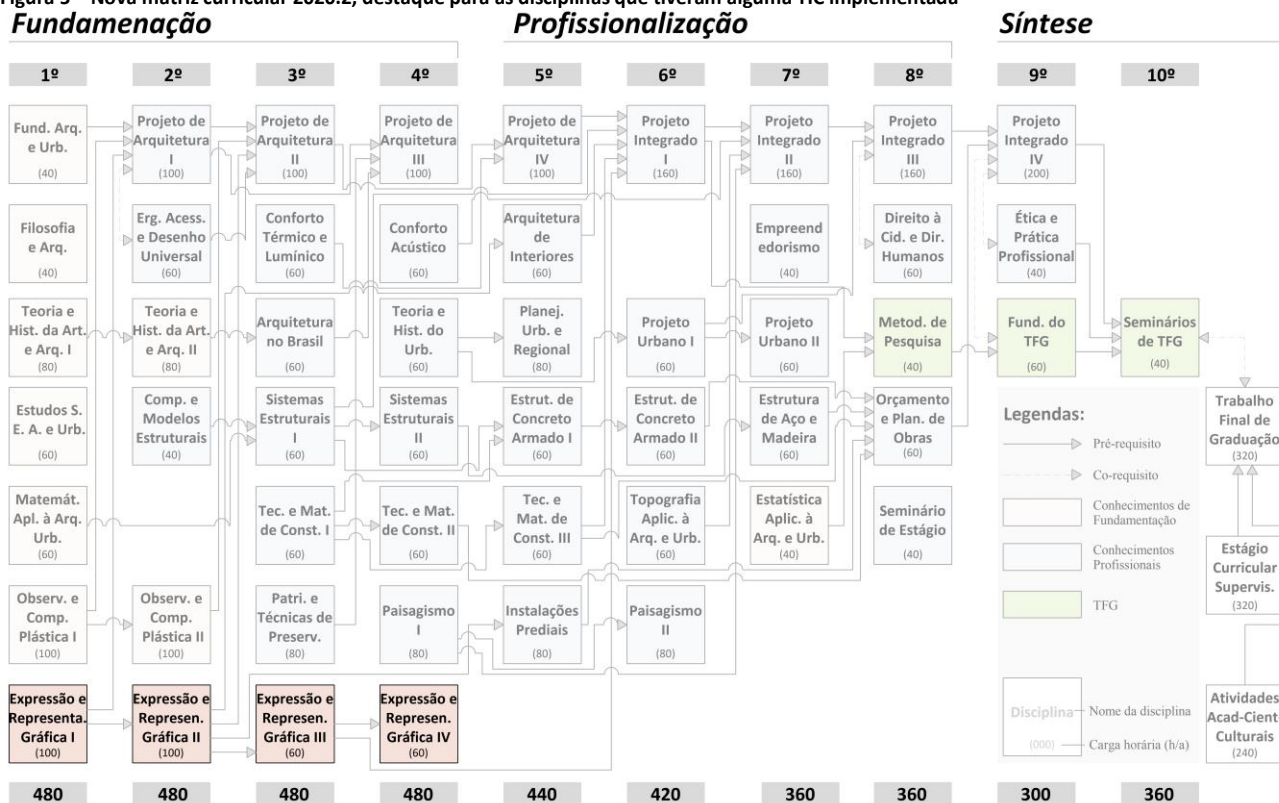 Figura 3 – Nova matriz curricular 2020.2, destaque para as disciplinas que tiveram alguma TIC implementada
Fundamenação
Profissionalização
Síntese
1º
2º
3º
4º
5º
6º
7º
8º
9º
10º
Fund. Arq.
e Urb.
(40)
Projeto de
Arquitetura
I
(100)
Projeto de
Arquitetura
II
(100)
Projeto de
Arquitetura
III
(100)
Projeto de
Arquitetura
IV
(100)
Projeto
Integrado
I
(160)
Projeto
Integrado
II
(160)
Projeto
Integrado
III
(160)
Projeto
Integrado
IV
(200)
Filosofia
e Arq.
(40)
Erg. Acess.
e Desenho
Universal
(60)
Conforto
Térmico e
Lumínico
(60)
Conforto
Acústico
(60)
Arquitetura
de
Interiores
(60)
Empreend
edorismo
(40)
Direito à
Cid. e Dir.
Humanos
(60)
Ética e
Prática
Profissional
(40)
Teoria e
Hist. da Art.
e Arq. I
(80)
Teoria e
Hist. da Art.
e Arq. II
(80)
Arquitetura
no Brasil
(60)
Teoria e
Hist. do
Urb.
(60)
Planej.
Urb. e
Regional
(80)
Projeto
Urbano I
(60)
Projeto
Urbano II
(60)
Metod. de
Pesquisa
(40)
Fund. do
TFG
(60)
Seminários
de TFG
(40)
Estudos S.
E. A. e Urb.
(60)
Comp. e
Modelos
Estruturais
(40)
Sistemas
Estruturais
I
(60)
Sistemas
Estruturais
II
(60)
Estrut. de
Concreto
Armado I
(60)
Estrut. de
Concreto
Armado II
(60)
Estrutura
de Aço e
Madeira
(60)
Orçamento
e Plan. de
Obras
(60)
Legendas:
Pré-requisito
Co-requisito
Conhecimentos de
Fundamentação
Conhecimentos
Profissionais
TFG
Disciplina
Nome da disciplina
(000)
Carga horária (h/a)
Trabalho
Final de
Graduação
(320)
Matemát.
Apl. à Arq.
Urb.
(60)
Tec. e Mat.
de Const. I
(60)
Tec. e Mat.
de Const. II
(60)
Tec. e
Mat. de
Const. III
(60)
Topografia
Aplic. à
Arq. e Urb.
(60)
Estatística
Aplic. à
Arq. e Urb.
(40)
Seminário
de Estágio
(40)
Estágio
Curricular
Supervis.
(320)
Observ. e
Comp.
Plástica I
(100)
Observ. e
Comp.
Plástica II
(100)
Patri. e
Técnicas de
Preserv.
(80)
Paisagismo
I
(80)
Instalações
Prediais
(80)
Paisagismo
II
(80)
Expressão e
Representa.
Gráfica I
(100)
Expressão e
Represen.
Gráfica II
(100)
Expressão e
Represen.
Gráfica III
(60)
Expressão e
Represen.
Gráfica IV
(60)
Atividades
Acad-Cient
Culturais
(240)
480
480
480
480
440
420
360
360
300
360